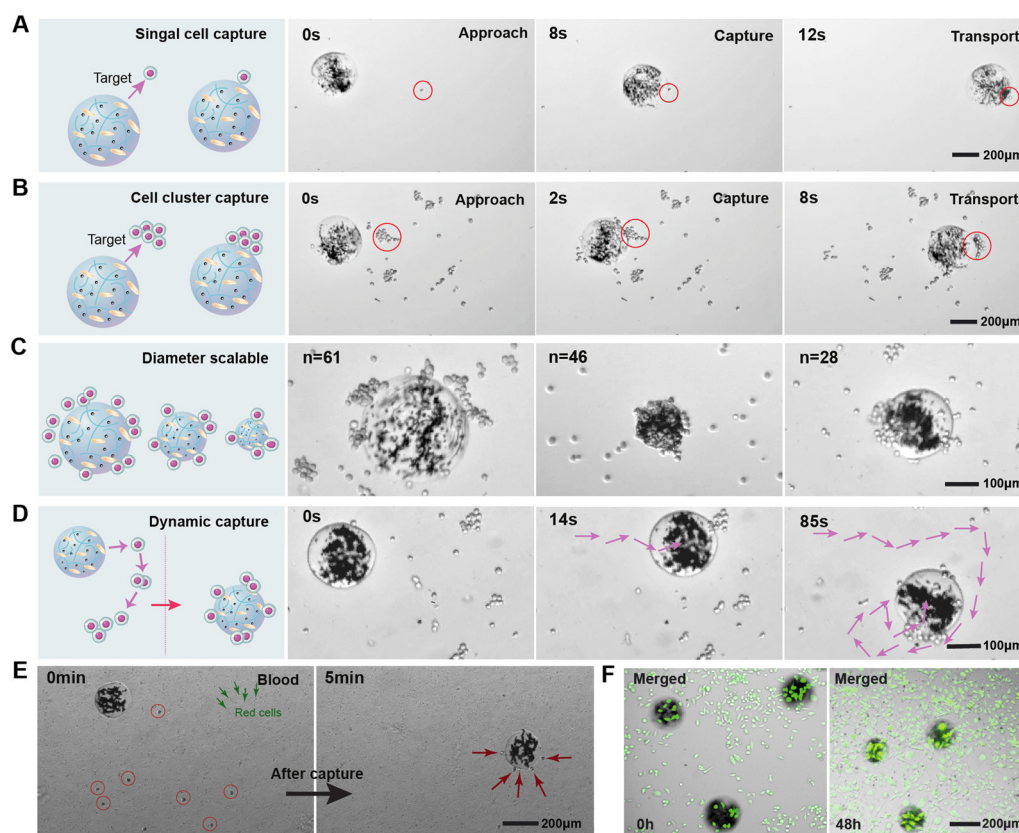 A
Singal cell capture
Target
0s
Approach
8s
Capture
12s
Transport
200μm
B
Cell cluster capture
Target
0s
Approach
2s
Capture
8s
Transport
200μm
C
Diameter scalable
n=61
n=46
n=28
100μm
D
Dynamic capture
0s
14s
85s
100μm
E
0min
Blood
Red cells
After capture
5min
200μm
F
Merged
0h
Merged
48h
200μm